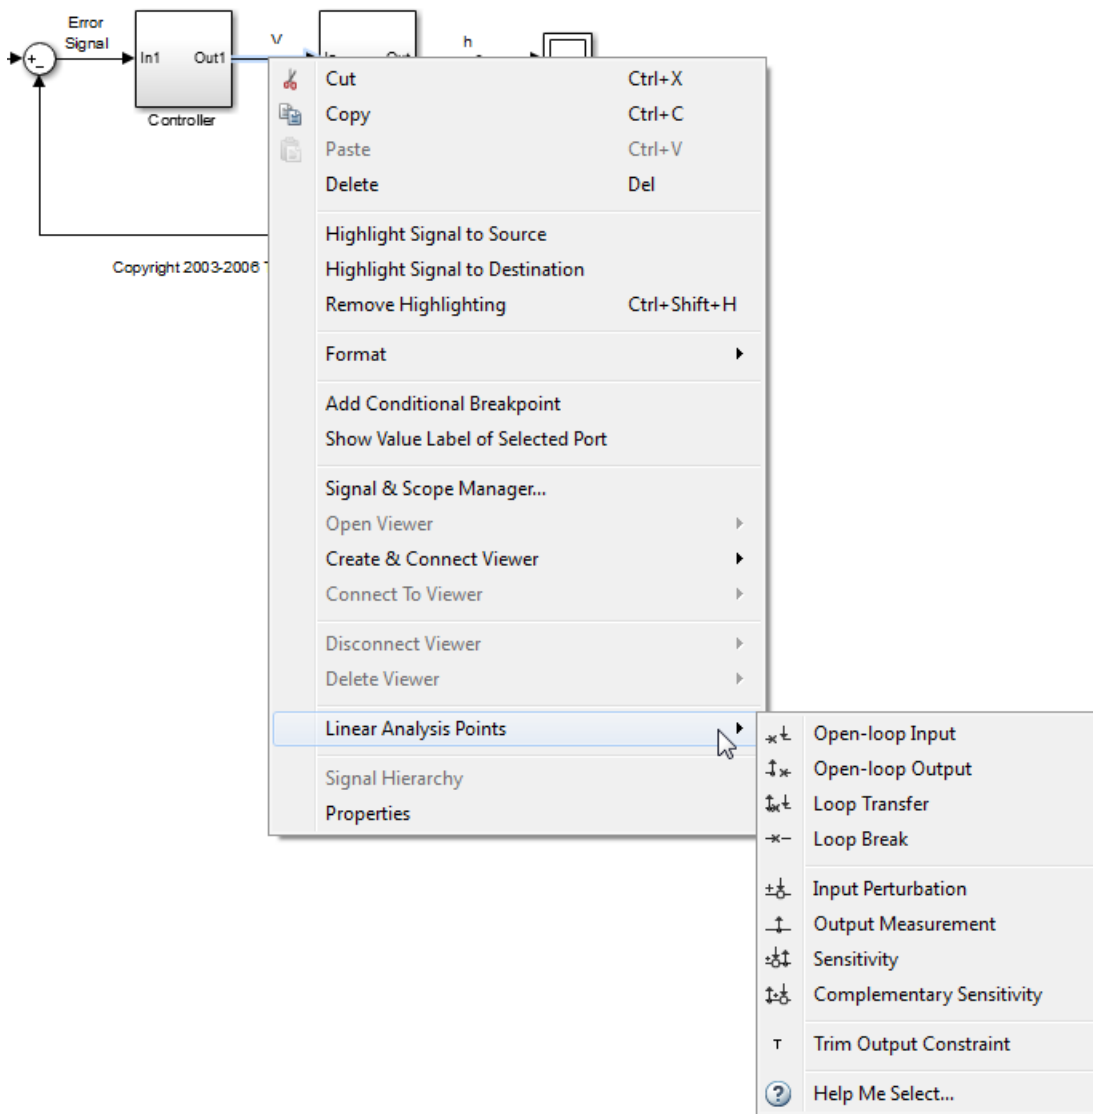 Error
Signal
+
−
In1
Out1
V
In
Out
h
Controller
Copyright 2003-2006
Cut Ctrl+X
Copy Ctrl+C
Paste Ctrl+V
Delete Del
Highlight Signal to Source
Highlight Signal to Destination
Remove Highlighting Ctrl+Shift+H
Format
Add Conditional Breakpoint
Show Value Label of Selected Port
Signal & Scope Manager...
Open Viewer
Create & Connect Viewer
Connect To Viewer
Disconnect Viewer
Delete Viewer
Linear Analysis Points
Signal Hierarchy
Properties
Open-loop Input
Open-loop Output
Loop Transfer
Loop Break
Input Perturbation
Output Measurement
Sensitivity
Complementary Sensitivity
T Trim Output Constraint
? Help Me Select...